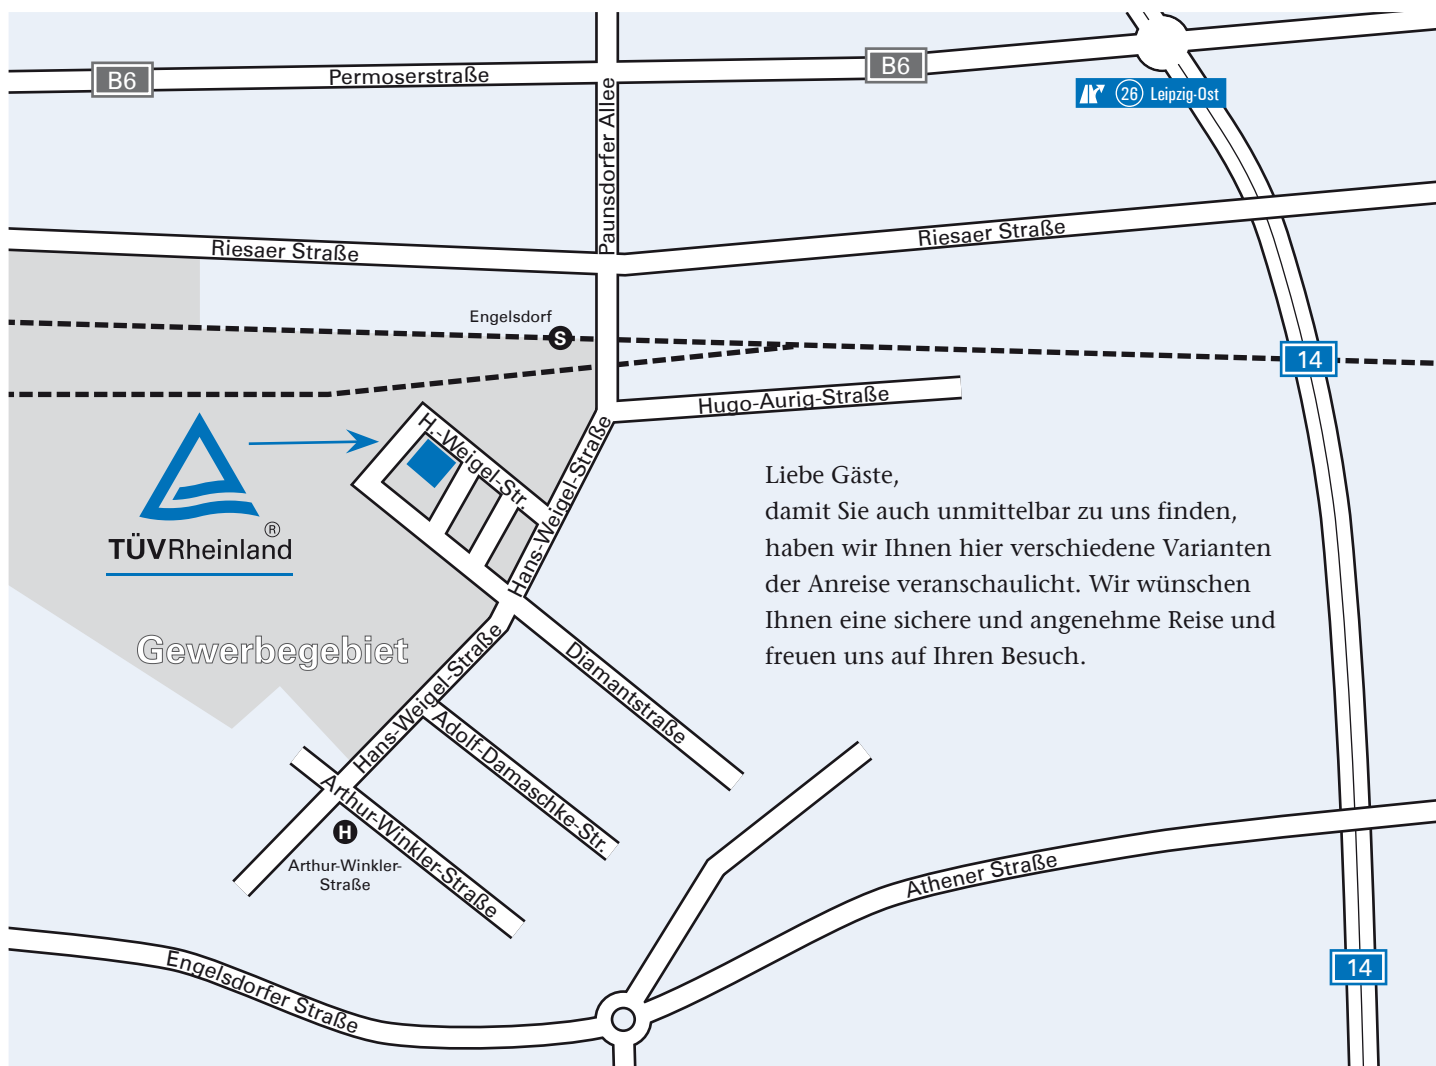 B6
Permoserstraße
B6
26 Leipzig-Ost
Paunsdorfer Allee
Riesaer Straße
Riesaer Straße
Engelsdorf
S
14
Hugo-Aurig-Straße
H.-Weigel-Str.
Hans-Weigel-Straße
TÜVRheinland
®
Liebe Gäste,
damit Sie auch unmittelbar zu uns finden,
haben wir Ihnen hier verschiedene Varianten
der Anreise veranschaulicht. Wir wünschen
Ihnen eine sichere und angenehme Reise und
freuen uns auf Ihren Besuch.
Gewerbegebiet
Hans-Weigel-Straße
Diamantstraße
Adolf-Damaschke-Str.
Arthur-Winkler-Straße
H
Arthur-Winkler-
Straße
Athener Straße
Engelsdorfer Straße
14